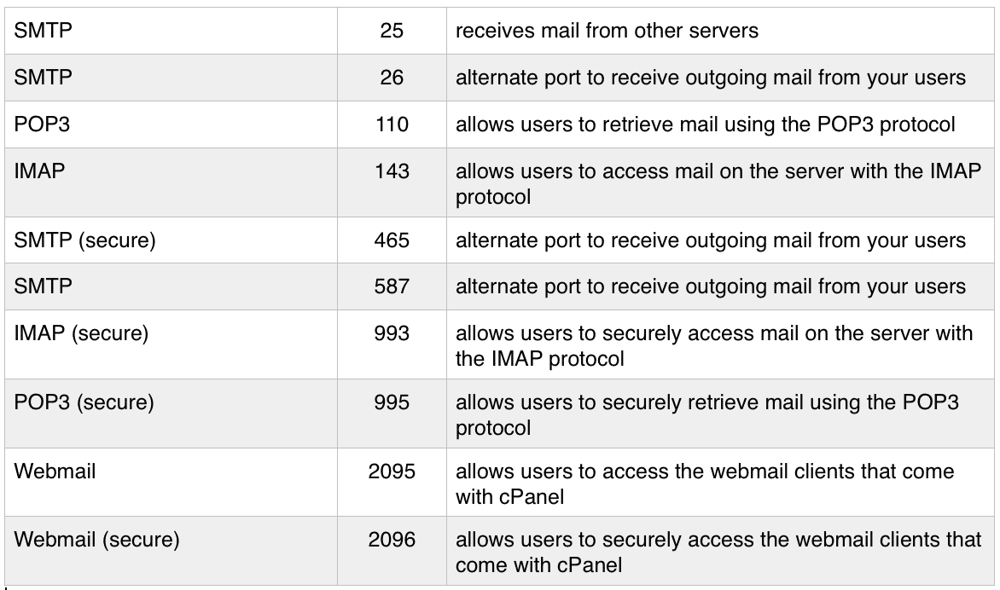 SMTP 25 receives mail from other servers
SMTP 26 alternate port to receive outgoing mail from your users
POP3 110 allows users to retrieve mail using the POP3 protocol
IMAP 143 allows users to access mail on the server with the IMAP
protocol
SMTP (secure) 465 alternate port to receive outgoing mail from your users
SMTP 587 alternate port to receive outgoing mail from your users
IMAP (secure) 993 allows users to securely access mail on the server with
the IMAP protocol
POP3 (secure) 995 allows users to securely retrieve mail using the POP3
protocol
Webmail 2095 allows users to access the webmail clients that come
with cPanel
Webmail (secure) 2096 allows users to securely access the webmail clients that
come with cPanel